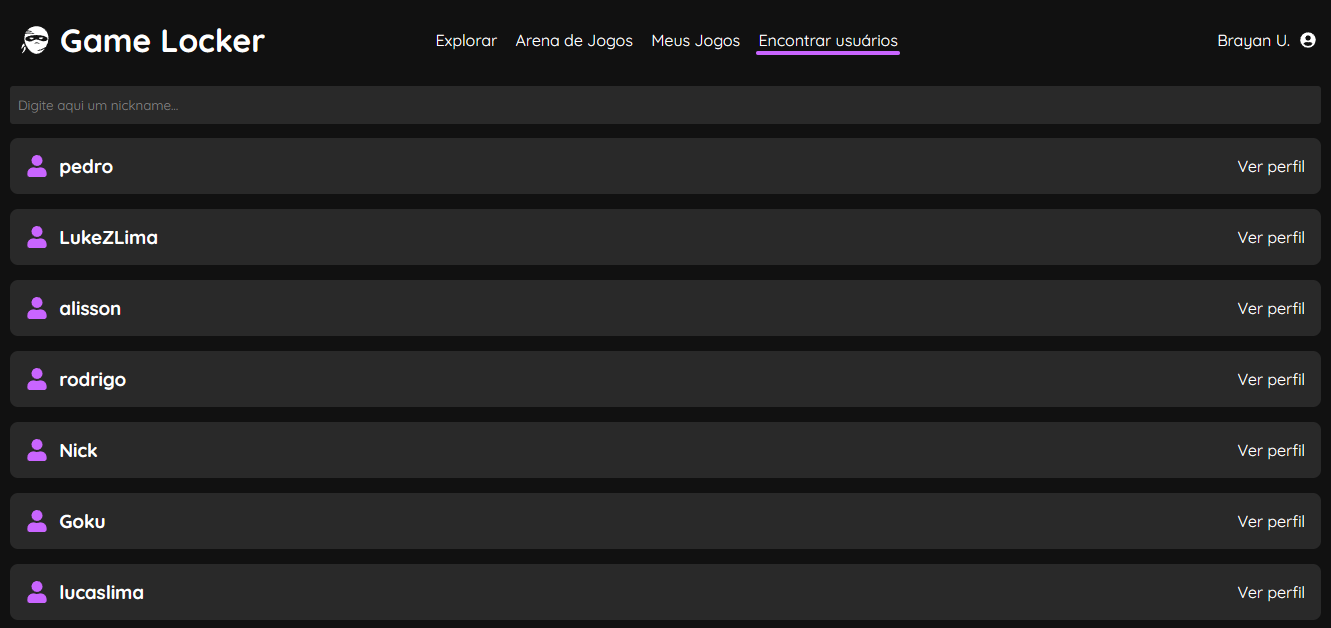 Game Locker
Explorar Arena de Jogos Meus Jogos Encontrar usuários
Brayan U.
Digite aqui um nickname...
pedro Ver perfil
LukeZLima Ver perfil
alisson Ver perfil
rodrigo Ver perfil
Nick Ver perfil
Goku Ver perfil
lucaslima Ver perfil